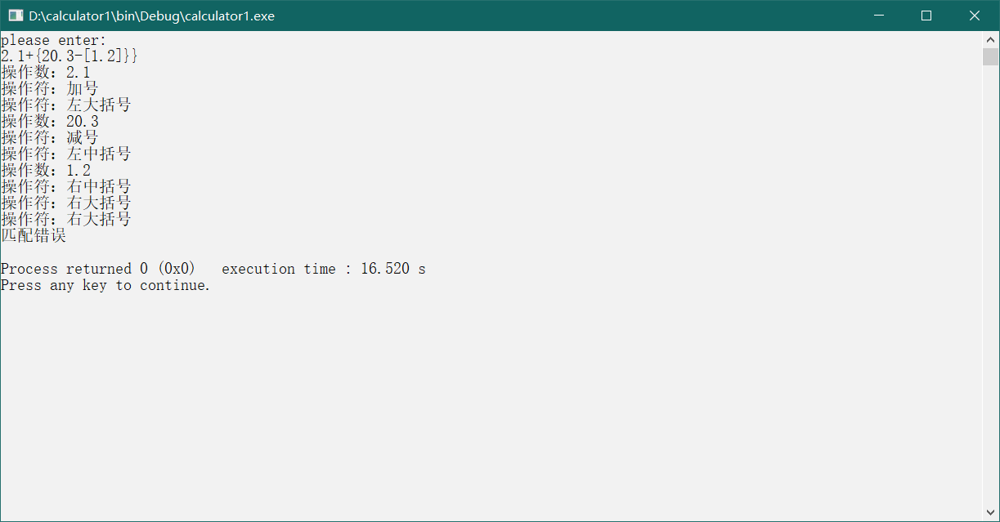 D:\calculator1\bin\Debug\calculator1.exe
please enter:
2.1+{20.3-[1.2]}}
操作数：2.1
操作符：加号
操作符：左大括号
操作数：20.3
操作符：减号
操作符：左中括号
操作数：1.2
操作符：右中括号
操作符：右大括号
操作符：右大括号
匹配错误
Process returned 0 (0x0)   execution time : 16.520 s
Press any key to continue.